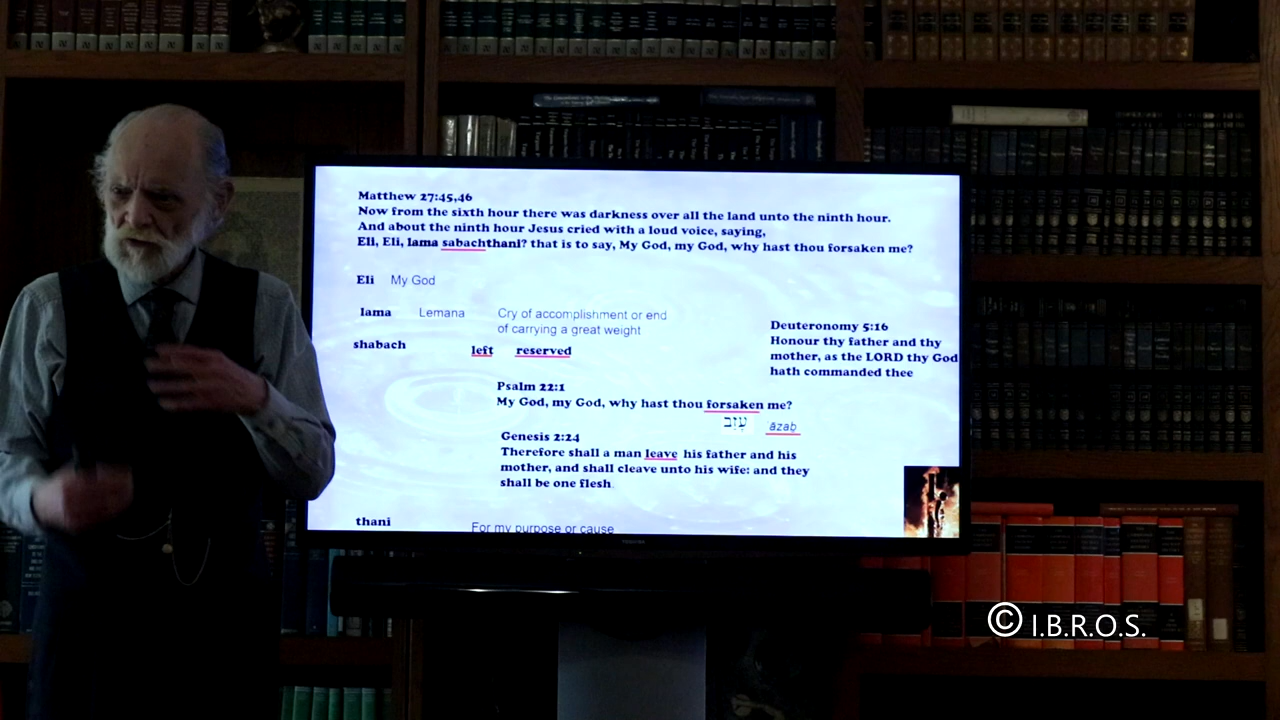 Matthew 27:45,46
Now from the sixth hour there was darkness over all the land unto the ninth hour.
And about the ninth hour Jesus cried with a loud voice, saying,
Eli, Eli, lama sabachthani? that is to say, My God, my God, why hast thou forsaken me?
Eli My God
lama Lemana Cry of accomplishment or end
of carrying a great weight
shabach left reserved
Deuteronomy 5:16
Honour thy father and thy
mother, as the LORD thy God
hath commanded thee
Psalm 22:1
My God, my God, why hast thou forsaken me?
עָזַב ʿāzaḇ
Genesis 2:24
Therefore shall a man leave his father and his
mother, and shall cleave unto his wife: and they
shall be one flesh.
thani For my purpose or cause
TOSHIBA
© I.B.R.O.S.